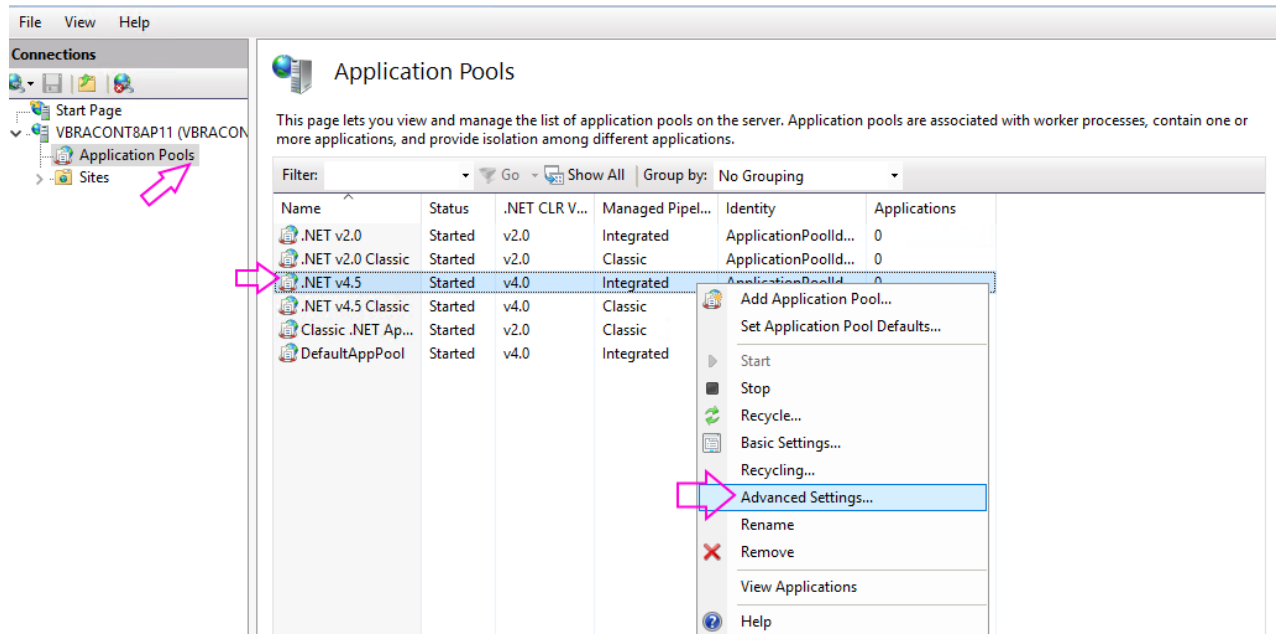 File View Help
Connections
Start Page
VBRACONT8AP11 (VBRACON
Application Pools
Sites
Application Pools
This page lets you view and manage the list of application pools on the server. Application pools are associated with worker processes, contain one or
more applications, and provide isolation among different applications.
Filter: Go Show All Group by: No Grouping
Name Status .NET CLR V... Managed Pipel... Identity Applications
.NET v2.0 Started v2.0 Integrated ApplicationPoolId... 0
.NET v2.0 Classic Started v2.0 Classic ApplicationPoolId... 0
.NET v4.5 Started v4.0 Integrated ApplicationPoolId... 0
.NET v4.5 Classic Started v4.0 Classic
Classic .NET Ap... Started v2.0 Classic
DefaultAppPool Started v4.0 Integrated
Add Application Pool...
Set Application Pool Defaults...
Start
Stop
Recycle...
Basic Settings...
Recycling...
Advanced Settings...
Rename
Remove
View Applications
Help